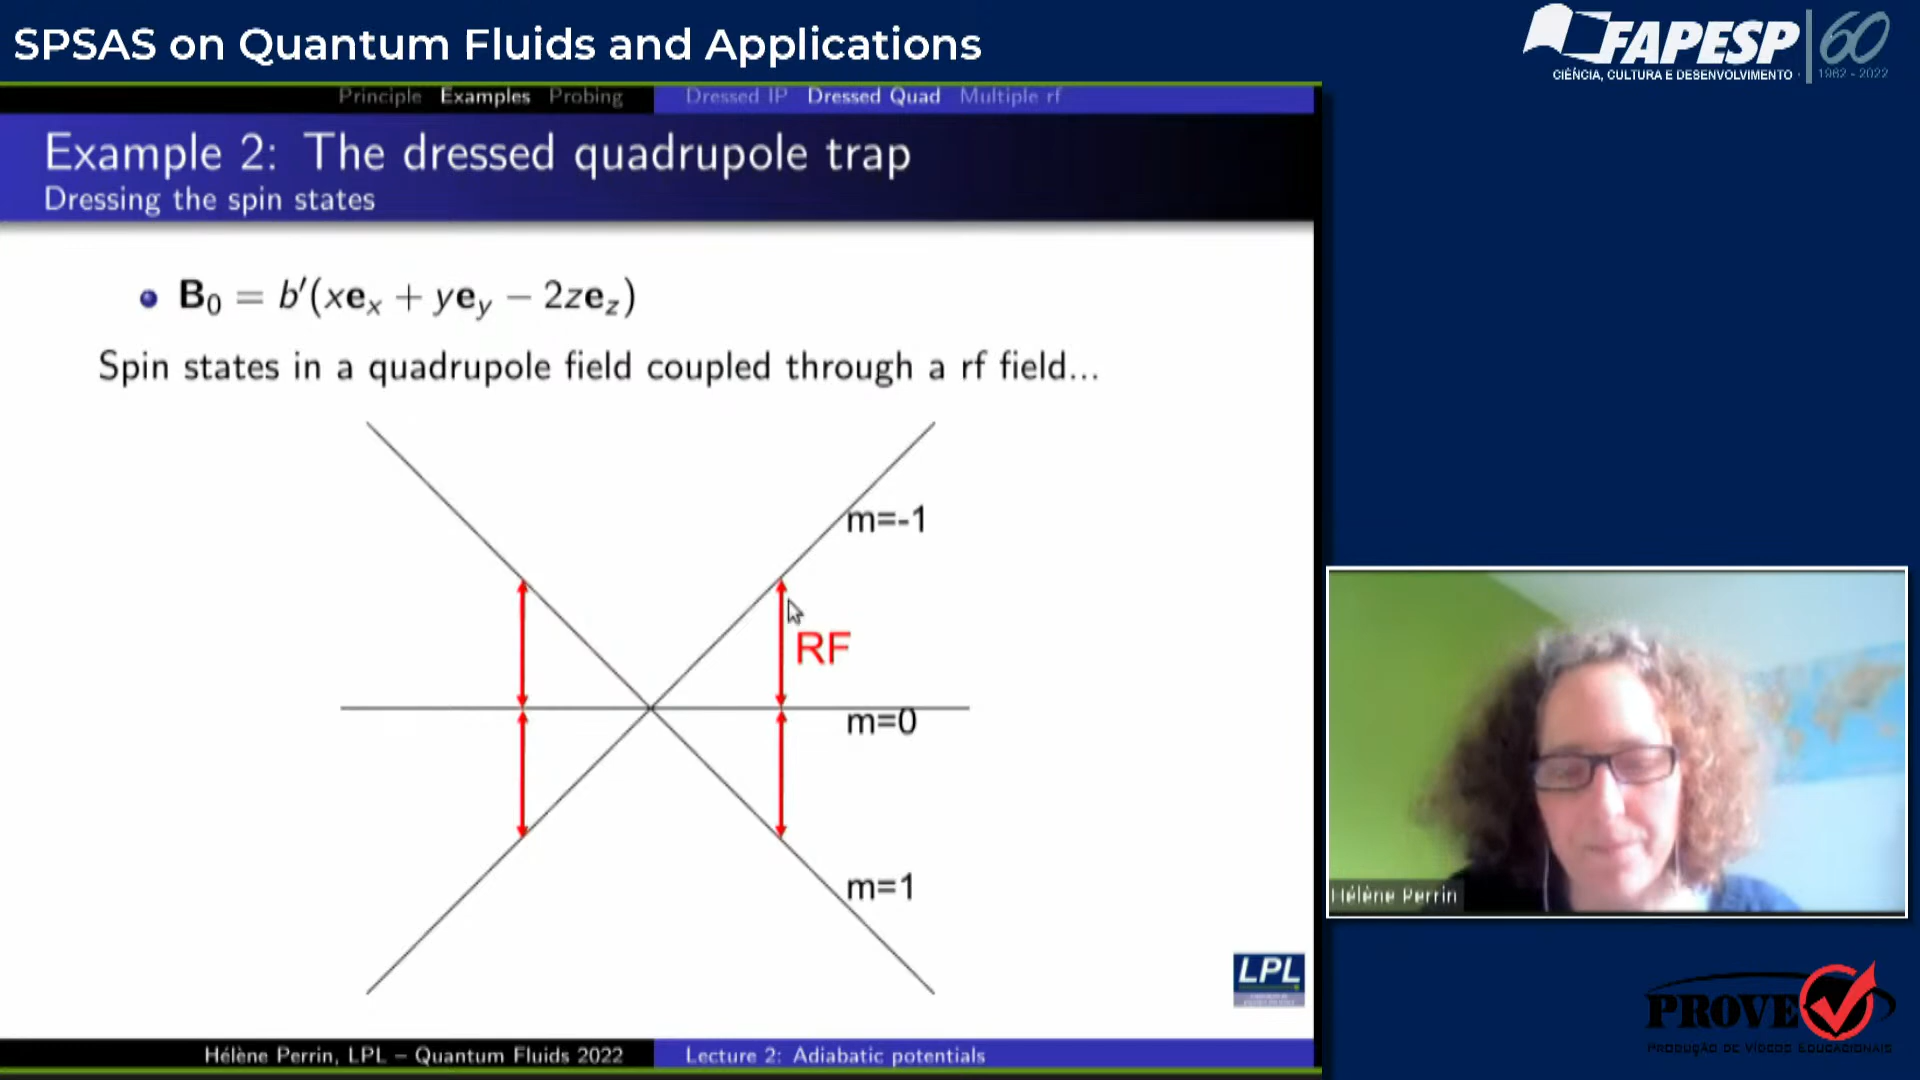 SPSAS on Quantum Fluids and Applications
FAPESP 60
CIÊNCIA, CULTURA E DESENVOLVIMENTO
1962 - 2022
Principle Examples Probing Dressed IP Dressed Quad Multiple rf
Example 2: The dressed quadrupole trap
Dressing the spin states
B₀ = b′(xeₓ + yeᵧ − 2ze_z)
Spin states in a quadrupole field coupled through a rf field...
m=-1
RF
m=0
m=1
LPL
Hélène Perrin
PROVE
PRODUÇÃO DE VÍDEOS EDUCACIONAIS
Hélène Perrin, LPL – Quantum Fluids 2022 Lecture 2: Adiabatic potentials